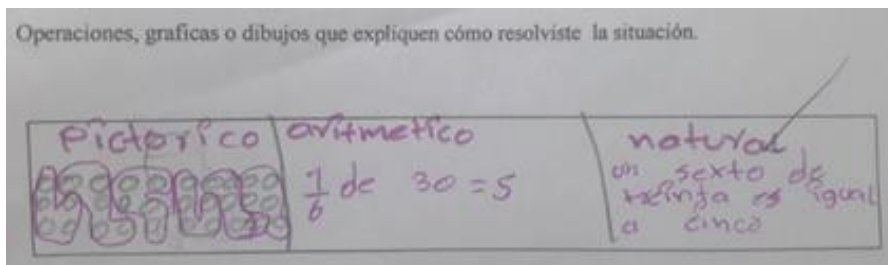 Operaciones, graficas o dibujos que expliquen cómo resolviste la situación.
Pictorico
aritmetico
1/6 de 30 = 5
natural
un sexto de
treinta es igual
a cinco